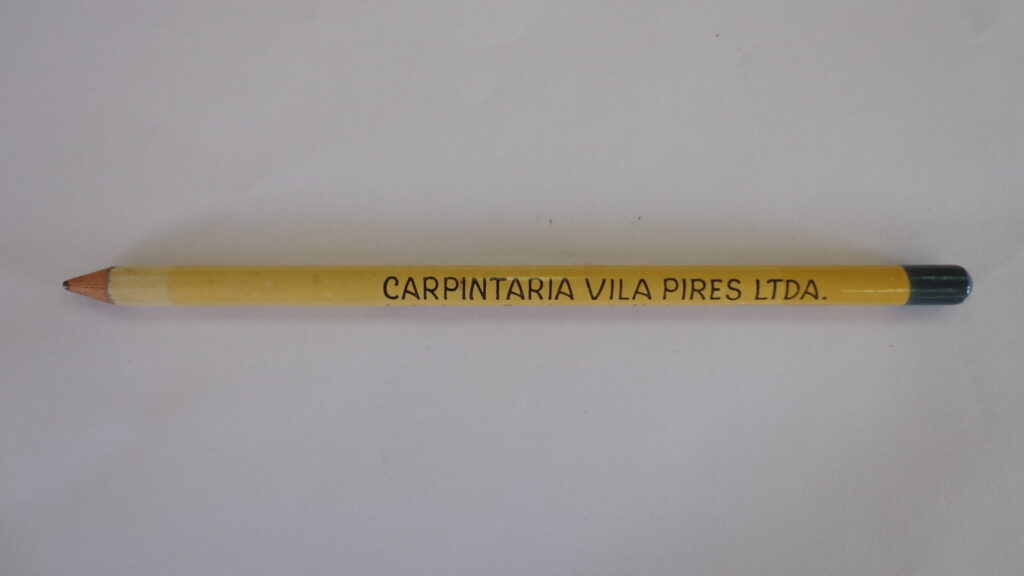 CARPINTARIA VILA PIRES LTDA.